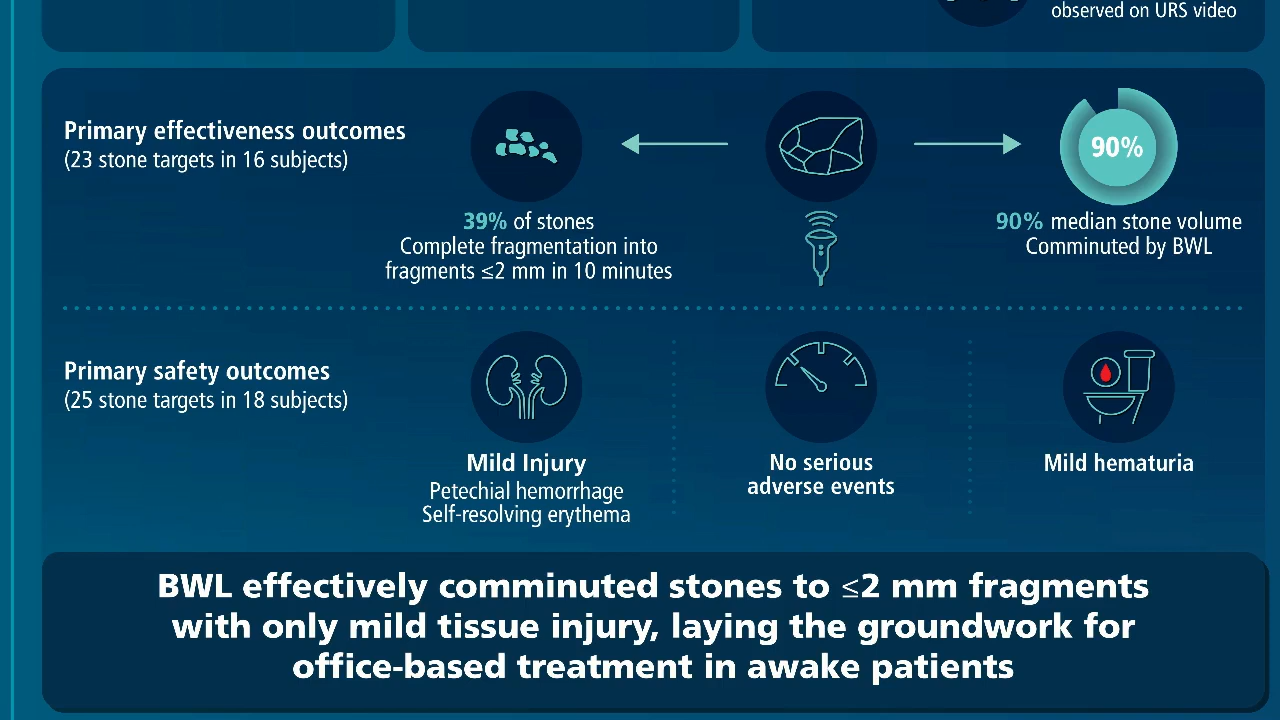 observed on URS video
Primary effectiveness outcomes
(23 stone targets in 16 subjects)
39% of stones
Complete fragmentation into
fragments ≤2 mm in 10 minutes
90%
90% median stone volume
Comminuted by BWL
Primary safety outcomes
(25 stone targets in 18 subjects)
Mild Injury
Petechial hemorrhage
Self-resolving erythema
No serious
adverse events
Mild hematuria
BWL effectively comminuted stones to ≤2 mm fragments
with only mild tissue injury, laying the groundwork for
office-based treatment in awake patients